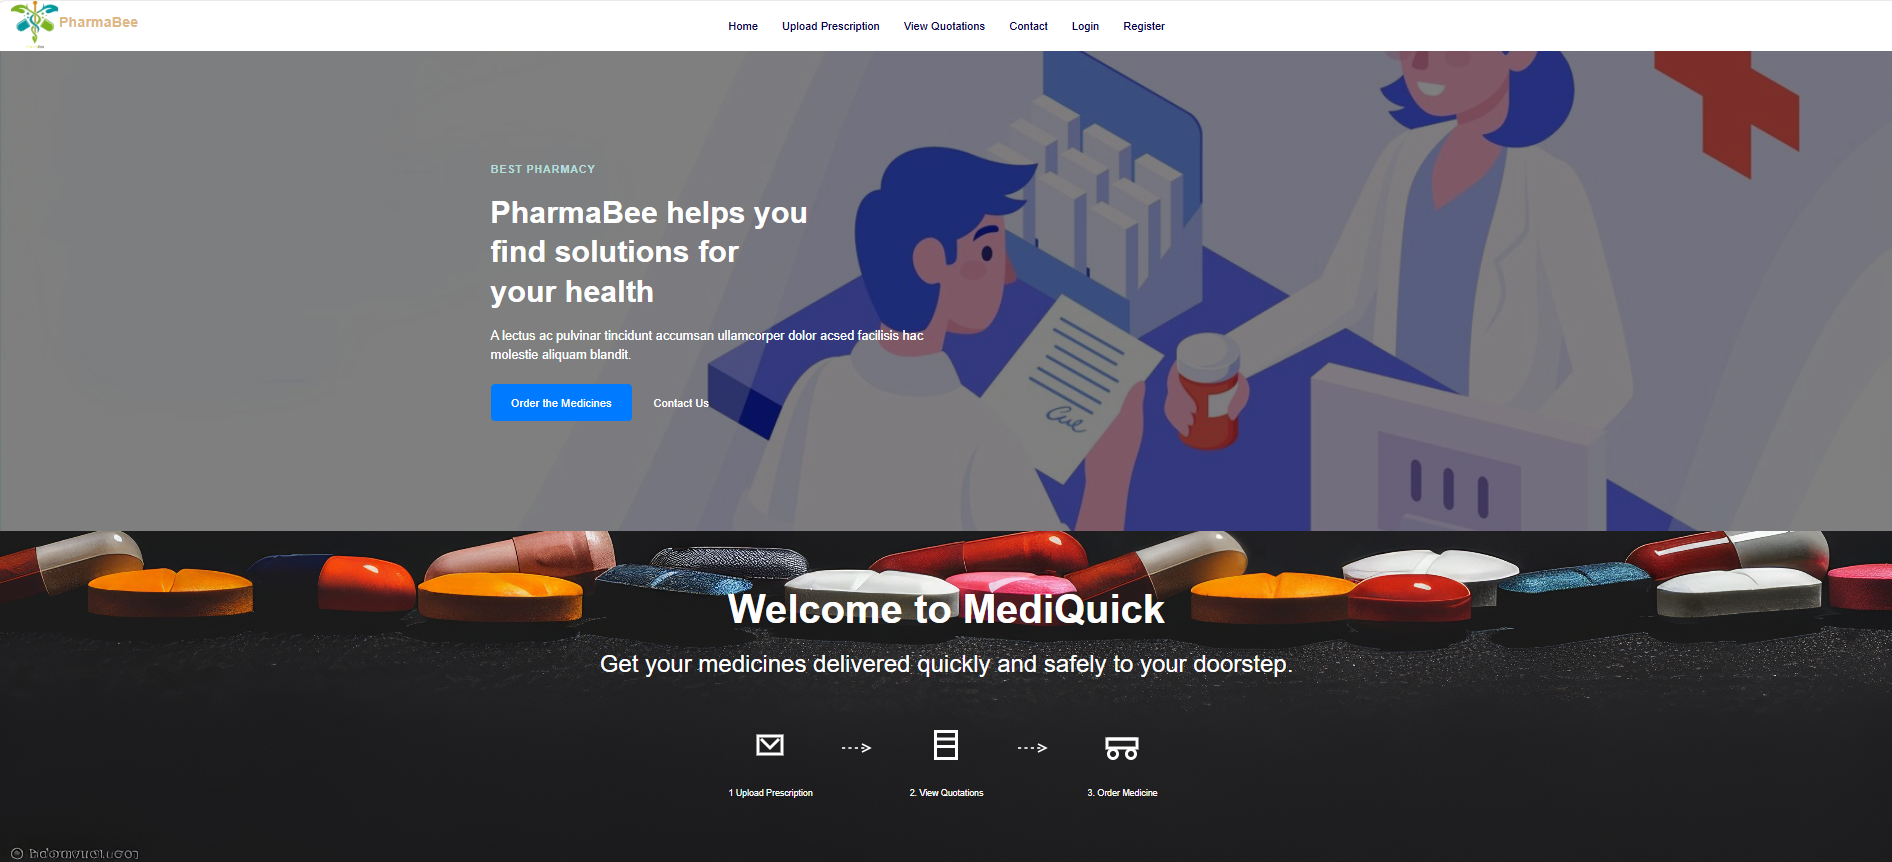 PharmaBee
Home Upload Prescription View Quotations Contact Login Register
BEST PHARMACY
PharmaBee helps you
find solutions for
your health
A lectus ac pulvinar tincidunt accumsan ullamcorper dolor acsed facilisis hac
molestie aliquam blandit.
Order the Medicines Contact Us
Welcome to MediQuick
Get your medicines delivered quickly and safely to your doorstep.
1 Upload Prescription 2. View Quotations 3. Order Medicine